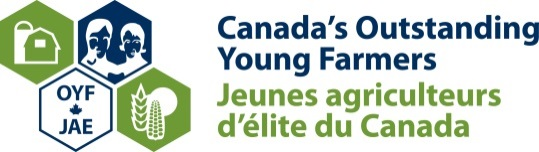 OYF
JAE
Canada's Outstanding
Young Farmers
Jeunes agriculteurs
d'élite du Canada